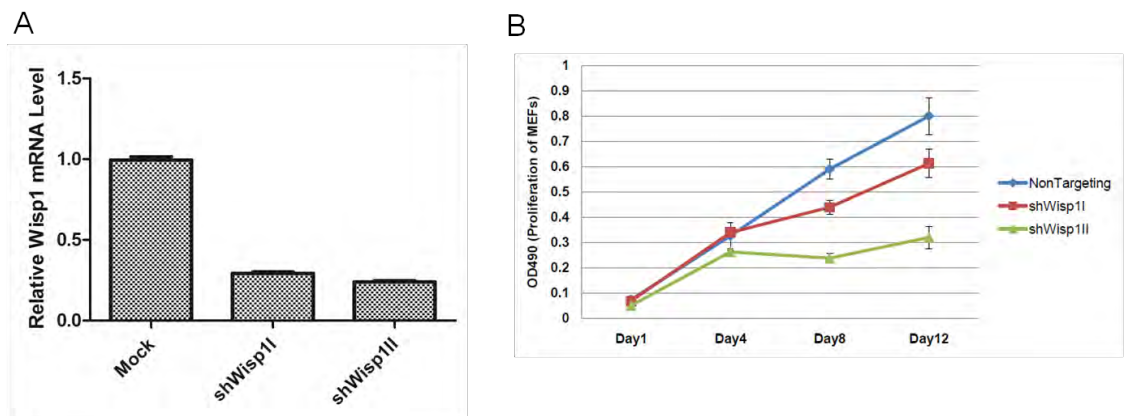 A
Relative Wisp1 mRNA Level
1.5
1.0
0.5
0.0
Mock
shWisp1I
shWisp1II
B
OD490 (Proliferation of MEFs)
1
0.9
0.8
0.7
0.6
0.5
0.4
0.3
0.2
0.1
0
Day1
Day4
Day8
Day12
NonTargeting
shWisp1I
shWisp1II